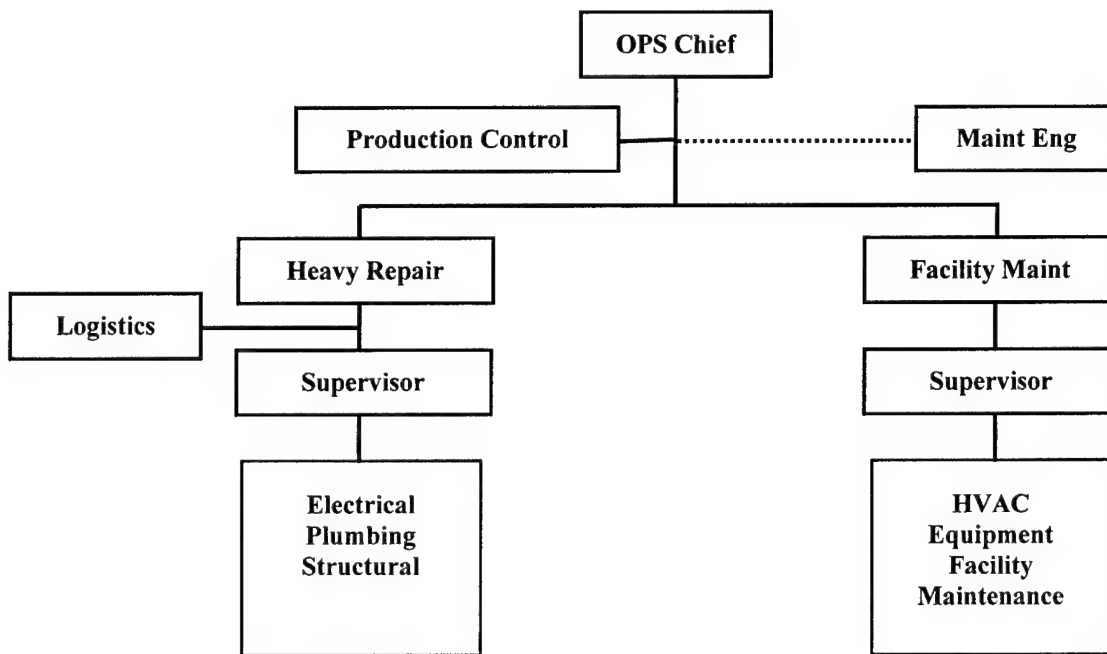 OPS Chief
Production Control
Maint Eng
Heavy Repair
Facility Maint
Logistics
Supervisor
Supervisor
Electrical
Plumbing
Structural
HVAC
Equipment
Facility
Maintenance